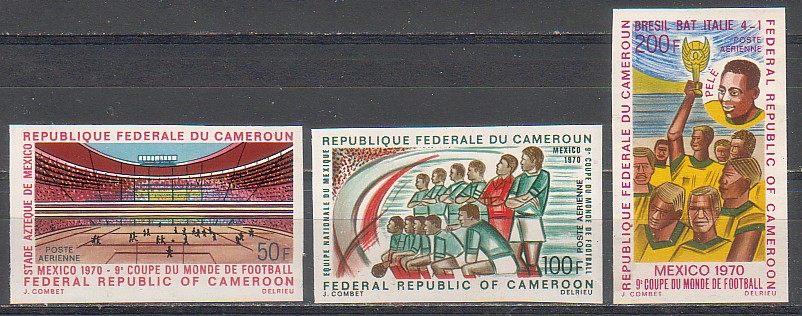 REPUBLIQUE FEDERALE DU CAMEROUN
STADE AZTEQUE DE MEXICO
POSTE
AERIENNE
50F
MEXICO 1970 - 9e COUPE DU MONDE DE FOOTBALL
FEDERAL REPUBLIC OF CAMEROON
J. COMBET
DELRIEU
REPUBLIQUE FEDERALE DU CAMEROUN
EQUIPE NATIONALE DU MEXIQUE
MEXICO
1970
9e COUPE DU MONDE DE FOOTBALL
POSTE AERIENNE
100F
FEDERAL REPUBLIC OF CAMEROON
J. COMBET
DELRIEU
BRESIL BAT ITALIE 4-1
200F
POSTE
AERIENNE
PELÉ
REPUBLIQUE FEDERALE DU CAMEROUN
FEDERAL REPUBLIC OF CAMEROON
MEXICO 1970
9e COUPE DU MONDE DE FOOTBALL
J. COMBET
DELRIEU